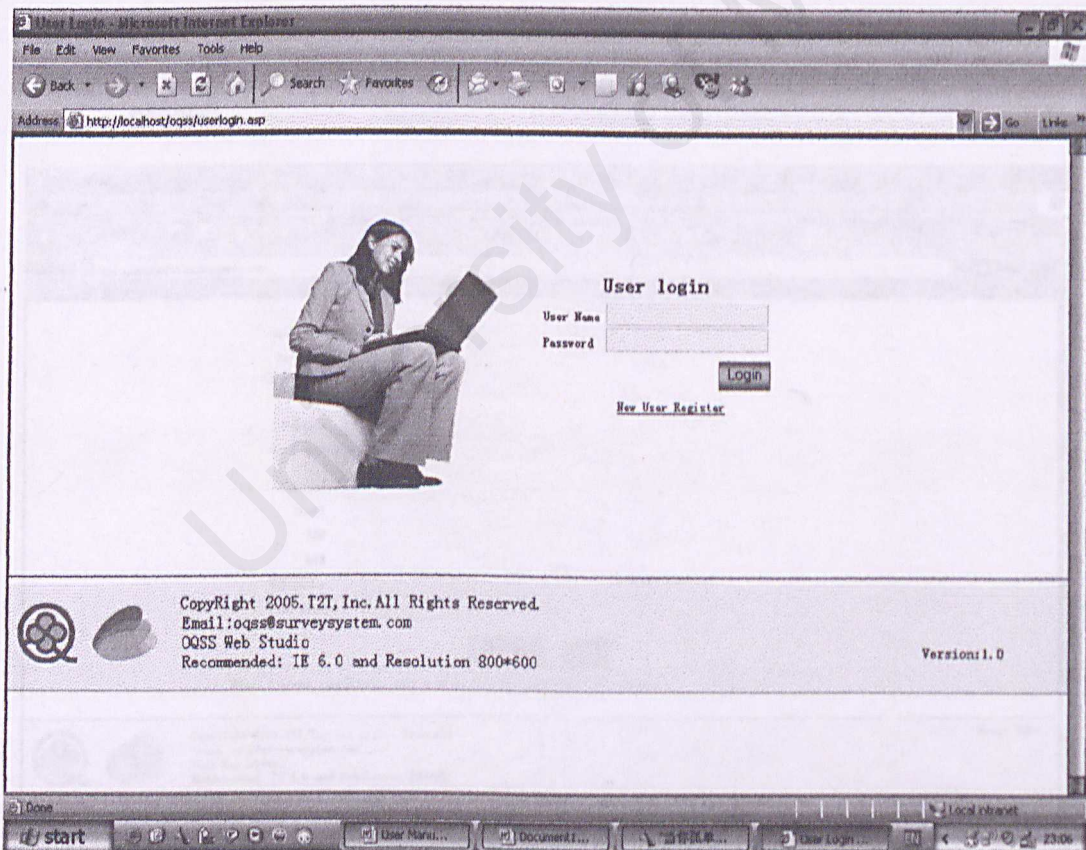 User Login - Microsoft Internet Explorer
File Edit View Favorites Tools Help
Back Search Favorites
Address http://localhost/oqss/userlogin.asp Go Links
User login
User Name
Password
Login
New User Register
CopyRight 2005.T2T,Inc.All Rights Reserved.
Email:oqss@surveysystem.com
OQSS Web Studio
Recommended: IE 6.0 and Resolution 800*600
Version:1.0
Done Local intranet
start User Manu... Document1... User Login ... 23:06
University